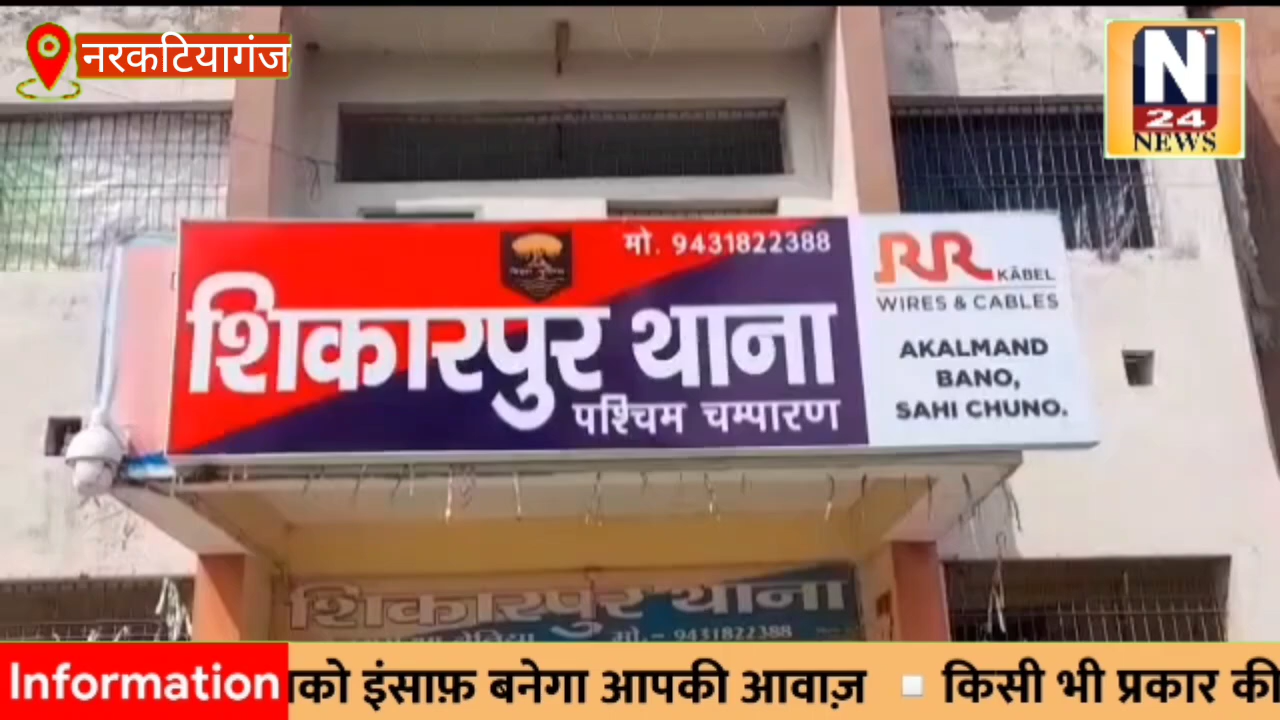 नरकटियागंज
N
24
NEWS
मो. 9431822388
बिहार पुलिस
शिकारपुर थाना
पश्चिम चम्पारण
RR KABEL
WIRES & CABLES
AKALMAND
BANO,
SAHI CHUNO.
शिकारपुर थाना
मो.- 9431822388
Information
को इंसाफ़ बनेगा आपकी आवाज़ किसी भी प्रकार की